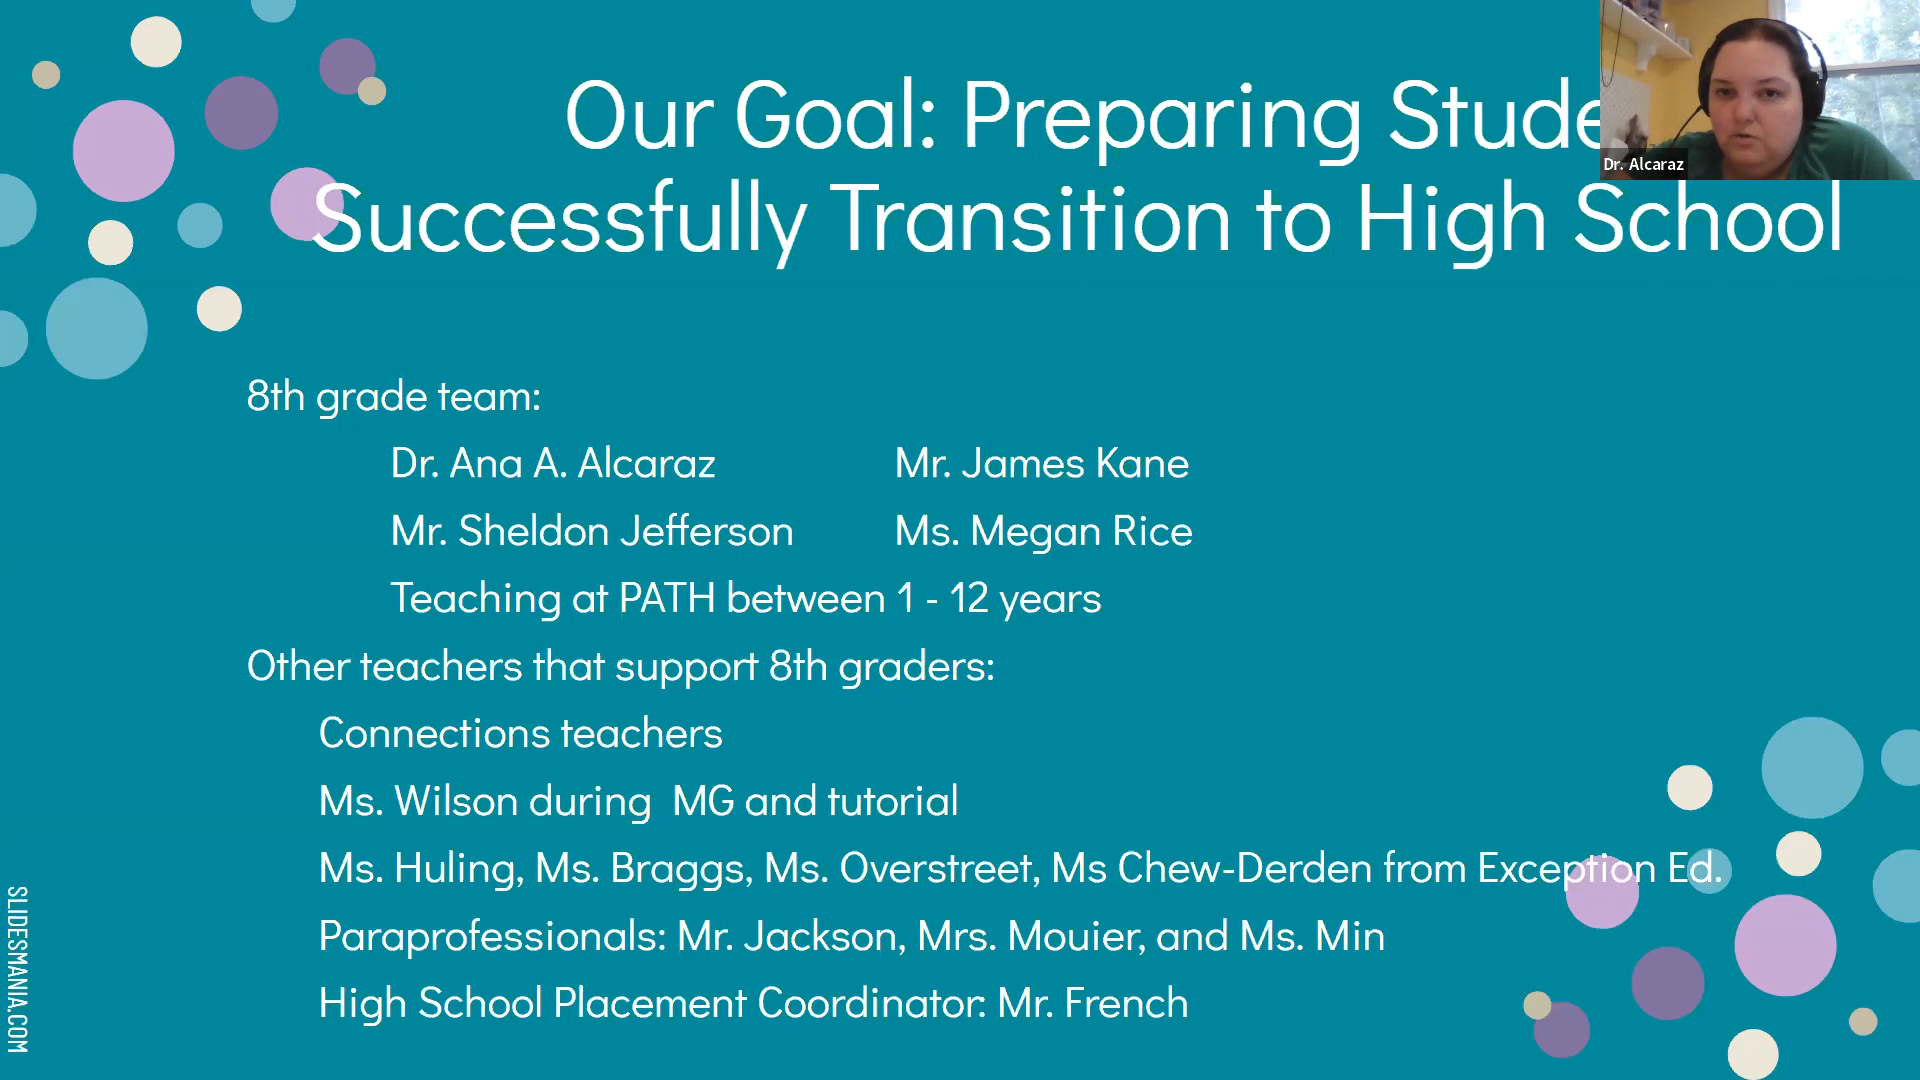 Our Goal: Preparing Stude
Successfully Transition to High School
Dr. Alcaraz
8th grade team:
Dr. Ana A. Alcaraz Mr. James Kane
Mr. Sheldon Jefferson Ms. Megan Rice
Teaching at PATH between 1 - 12 years
Other teachers that support 8th graders:
Connections teachers
Ms. Wilson during MG and tutorial
Ms. Huling, Ms. Braggs, Ms. Overstreet, Ms Chew-Derden from Exception Ed.
Paraprofessionals: Mr. Jackson, Mrs. Mouier, and Ms. Min
High School Placement Coordinator: Mr. French
SLIDESMANIA.COM